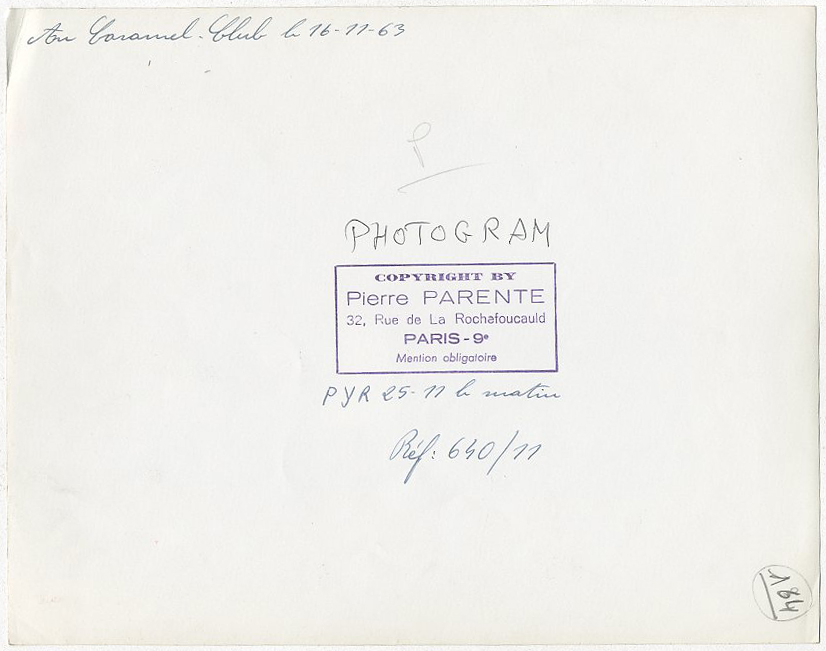 Au Caramel-Club le 16-11-63
PHOTOGRAM
COPYRIGHT BY
Pierre PARENTE
32, Rue de La Rochefoucauld
PARIS-9e
Mention obligatoire
PYR 25-11 le matin
Réf: 640/11
184